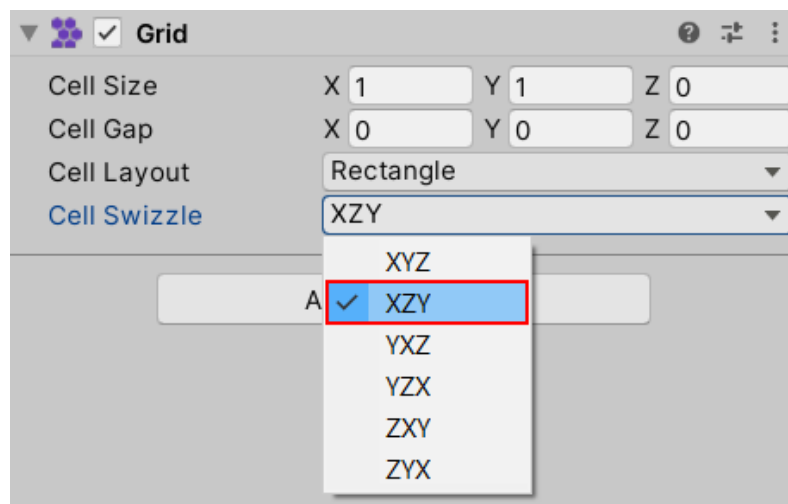 Grid
Cell Size X 1 Y 1 Z 0
Cell Gap X 0 Y 0 Z 0
Cell Layout Rectangle
Cell Swizzle XZY
XYZ
A XZY
YXZ
YZX
ZXY
ZYX